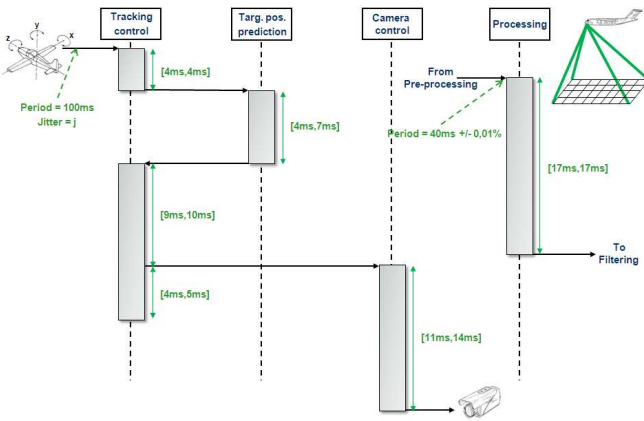 Tracking
control
Targ. pos.
prediction
Camera
control
Processing
y
z
x
[4ms,4ms]
Period = 100ms
Jitter = j
[4ms,7ms]
From
Pre-processing
Period = 40ms +/- 0,01%
[17ms,17ms]
[9ms,10ms]
To
Filtering
[4ms,5ms]
[11ms,14ms]